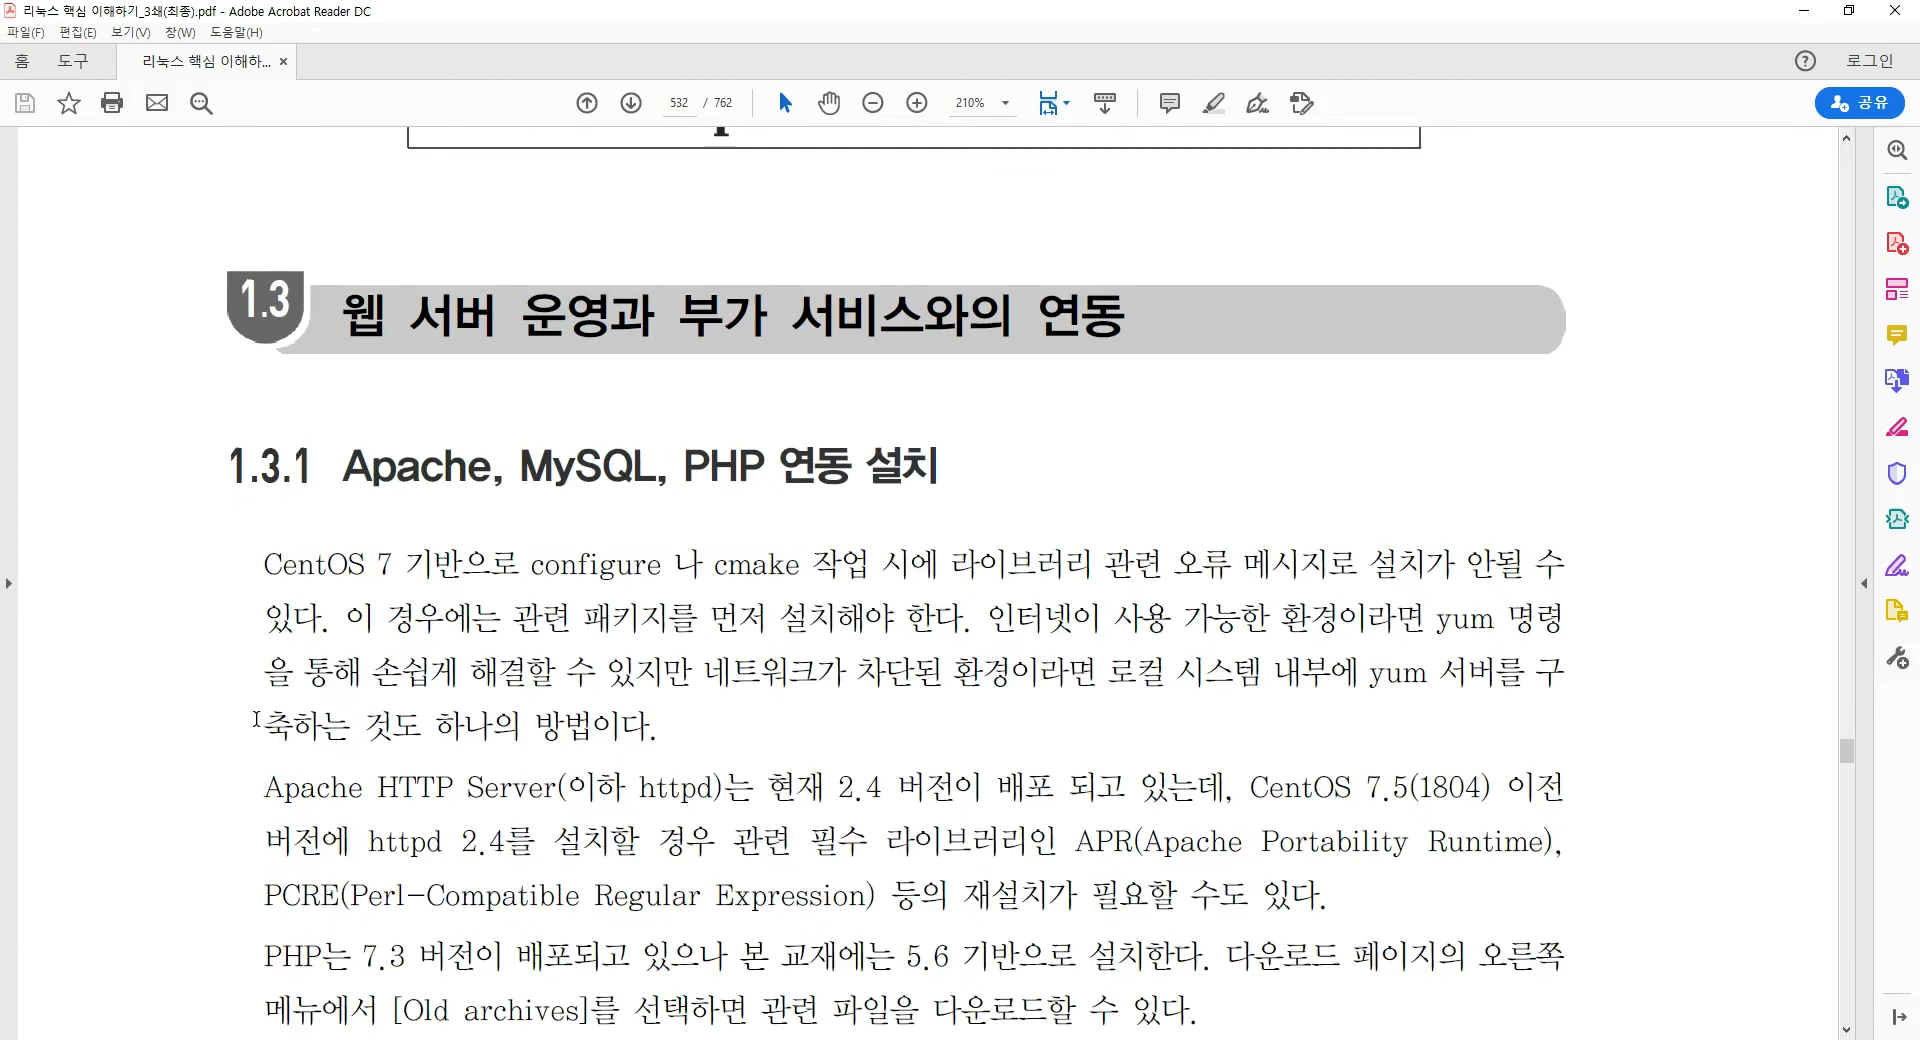 리눅스 핵심 이해하기_3쇄(최종).pdf - Adobe Acrobat Reader DC
파일(F) 편집(E) 보기(V) 창(W) 도움말(H)
홈 도구 리눅스 핵심 이해하... × 로그인
532 / 762 210% 공유
1.3 웹 서버 운영과 부가 서비스와의 연동
1.3.1 Apache, MySQL, PHP 연동 설치
CentOS 7 기반으로 configure 나 cmake 작업 시에 라이브러리 관련 오류 메시지로 설치가 안될 수
있다. 이 경우에는 관련 패키지를 먼저 설치해야 한다. 인터넷이 사용 가능한 환경이라면 yum 명령
을 통해 손쉽게 해결할 수 있지만 네트워크가 차단된 환경이라면 로컬 시스템 내부에 yum 서버를 구
축하는 것도 하나의 방법이다.
Apache HTTP Server(이하 httpd)는 현재 2.4 버전이 배포 되고 있는데, CentOS 7.5(1804) 이전
버전에 httpd 2.4를 설치할 경우 관련 필수 라이브러리인 APR(Apache Portability Runtime),
PCRE(Perl-Compatible Regular Expression) 등의 재설치가 필요할 수도 있다.
PHP는 7.3 버전이 배포되고 있으나 본 교재에는 5.6 기반으로 설치한다. 다운로드 페이지의 오른쪽
메뉴에서 [Old archives]를 선택하면 관련 파일을 다운로드할 수 있다.